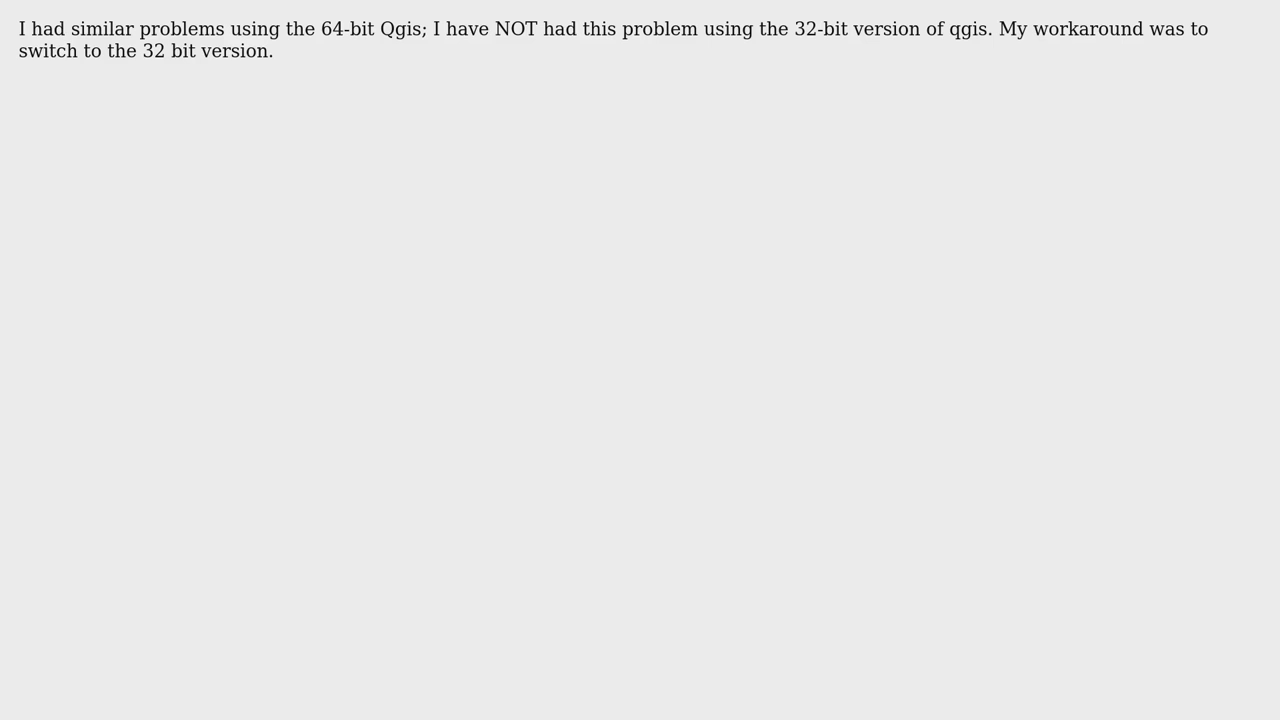 I had similar problems using the 64-bit Qgis; I have NOT had this problem using the 32-bit version of qgis. My workaround was to
switch to the 32 bit version.